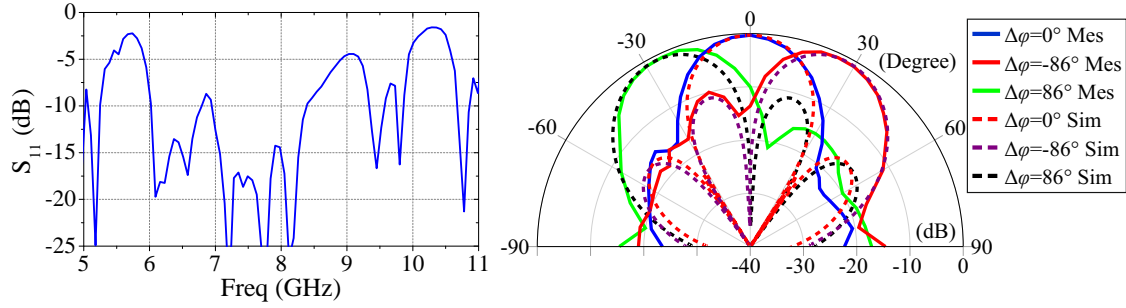 0
-5
-10
-15
-20
-25
S11 (dB)
5 6 7 8 9 10 11
Freq (GHz)
0
-30 30
(Degree)
-60 60
(dB)
-90 90
-40 -30 -20 -10 0
Δφ=0° Mes
Δφ=-86° Mes
Δφ=86° Mes
Δφ=0° Sim
Δφ=-86° Sim
Δφ=86° Sim